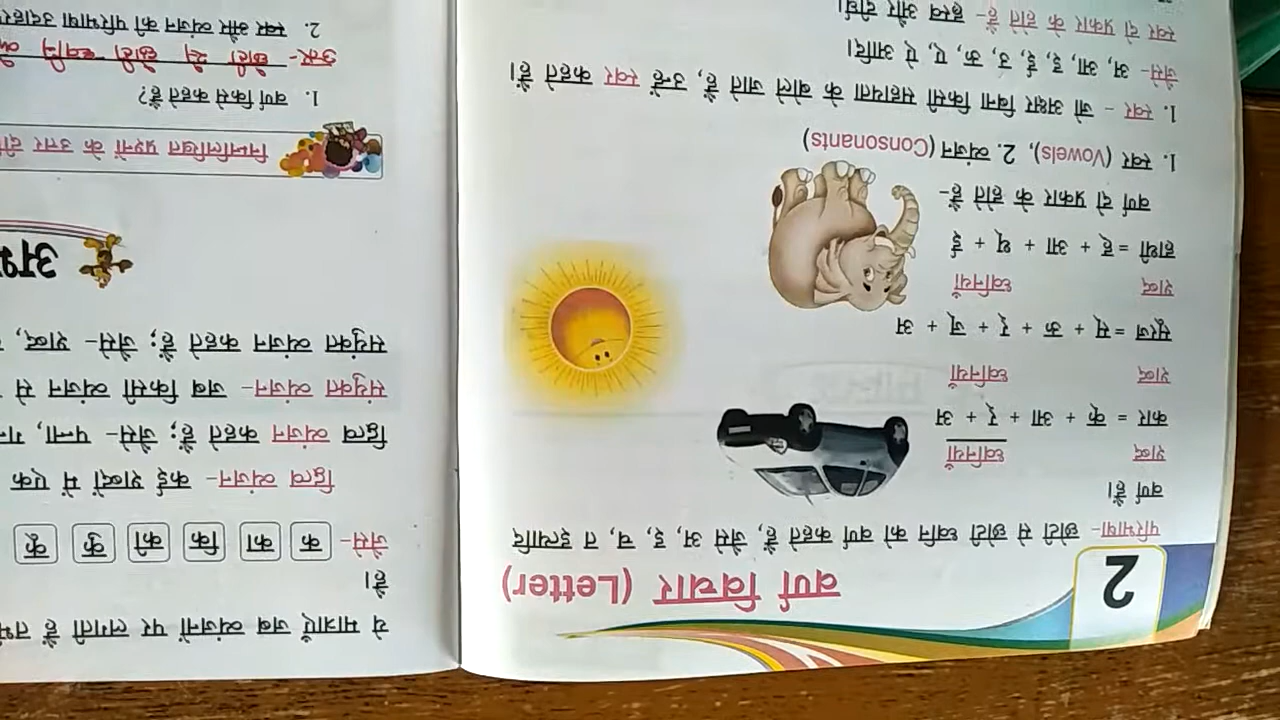 2
वर्ण विचार (Letter)
परिभाषा- छोटी से छोटी ध्वनि को वर्ण कहते हैं, जैसे अ, इ, च, त इत्यादि
वर्ण हैं।
शब्द ध्वनियाँ
कार = क् + आ + र् + अ
शब्द ध्वनियाँ
सूरज = स् + ऊ + र् + ज् + अ
शब्द ध्वनियाँ
हाथी = ह् + आ + थ् + ई
वर्ण दो प्रकार के होते हैं-
1. स्वर (Vowels), 2. व्यंजन (Consonants)
1. स्वर - जो अक्षर बिना किसी सहायता के बोले जाते हैं, उन्हें स्वर कहते हैं।
जैसे- अ, आ, इ, ई, उ, ऊ, ए, ऐ आदि।
स्वर दो प्रकार के होते हैं- ह्रस्व और दीर्घ।
ये मात्राएँ जब व्यंजनों पर लगती हैं
हैं।
जैसे- क का कि की कु कू
द्वित्व व्यंजन- कई शब्दों में एक
द्वित्व व्यंजन कहते हैं; जैसे- पन्ना,
संयुक्त व्यंजन- जब किसी व्यंजन से
संयुक्त व्यंजन कहते हैं; जैसे- शब्द,
निम्नलिखित प्रश्नों के उत्तर
1. वर्ण किसे कहते हैं?
उत्तर- छोटी से छोटी ध्वनि
2. स्वर और व्यंजन की परिभाषा